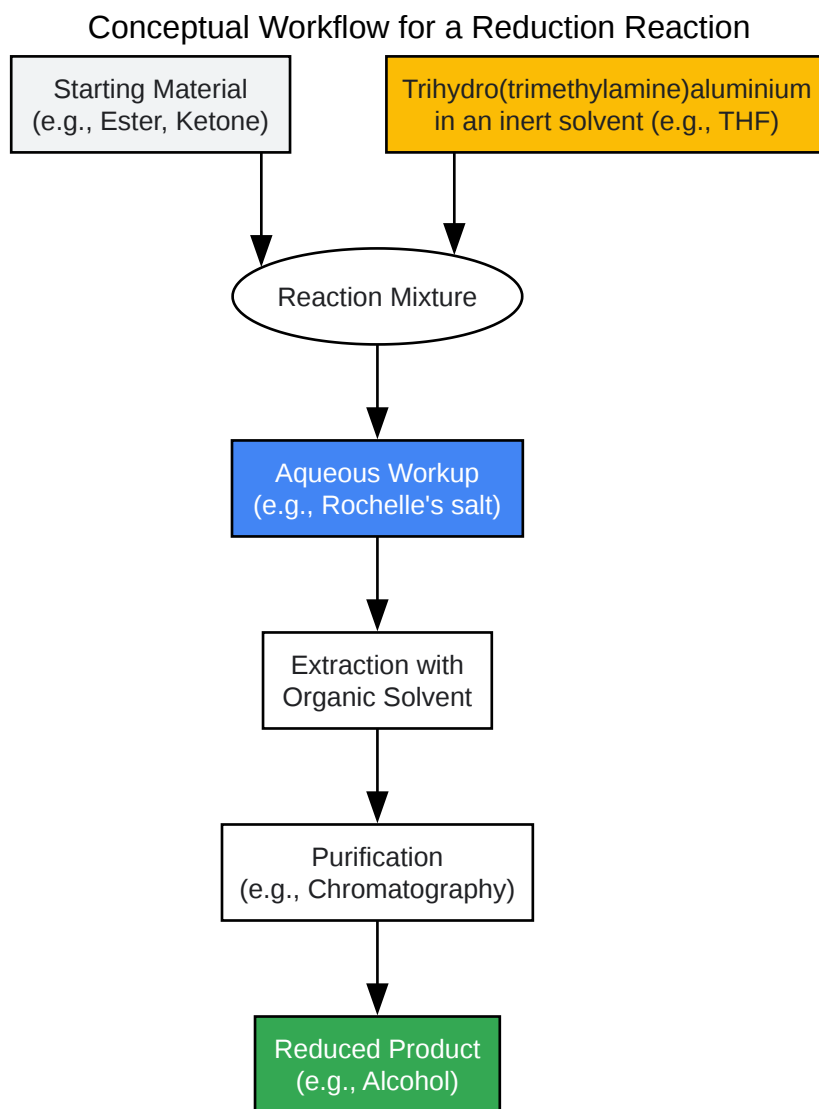 Conceptual Workflow for a Reduction Reaction
Starting Material
(e.g., Ester, Ketone)
Trihydro(trimethylamine)aluminium
in an inert solvent (e.g., THF)
Reaction Mixture
Aqueous Workup
(e.g., Rochelle's salt)
Extraction with
Organic Solvent
Purification
(e.g., Chromatography)
Reduced Product
(e.g., Alcohol)